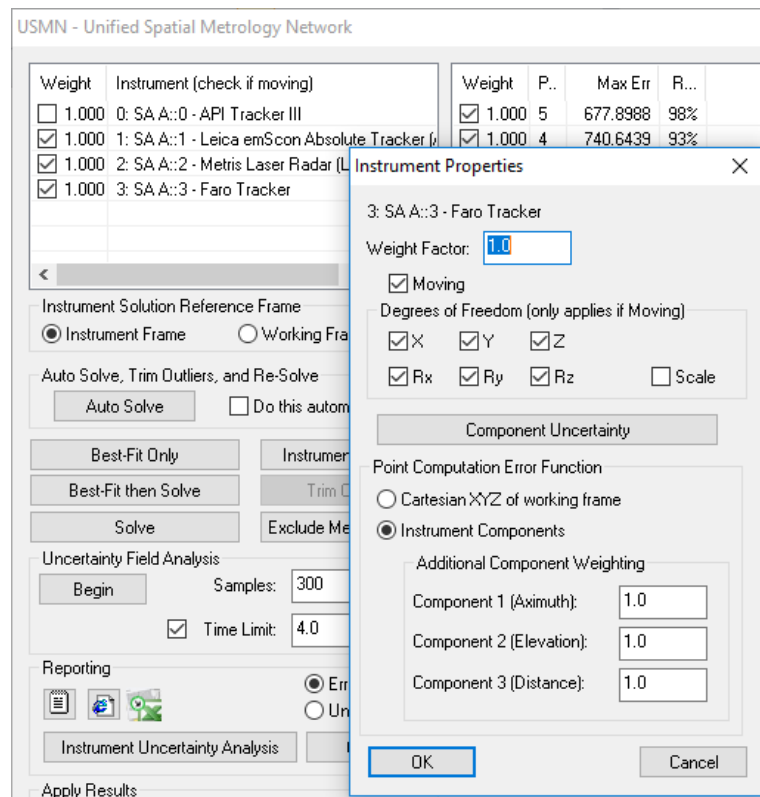 USMN - Unified Spatial Metrology Network
Weight Instrument (check if moving)
1.000 0: SA A::0 - API Tracker III
1.000 1: SA A::1 - Leica emScon Absolute Tracker (
1.000 2: SA A::2 - Metris Laser Radar (L
1.000 3: SA A::3 - Faro Tracker
Weight P.. Max Err R...
1.000 5 677.8988 98%
1.000 4 740.6439 93%
Instrument Solution Reference Frame
Instrument Frame Working Fra
Auto Solve, Trim Outliers, and Re-Solve
Auto Solve Do this autom
Best-Fit Only Instrumen
Best-Fit then Solve Trim
Solve Exclude Me
Uncertainty Field Analysis
Begin Samples: 300
Time Limit: 4.0
Reporting
Err
Un
Instrument Uncertainty Analysis
Apply Results
Instrument Properties
3: SA A::3 - Faro Tracker
Weight Factor: 1.0
Moving
Degrees of Freedom (only applies if Moving)
X Y Z
Rx Ry Rz Scale
Component Uncertainty
Point Computation Error Function
Cartesian XYZ of working frame
Instrument Components
Additional Component Weighting
Component 1 (Aximuth): 1.0
Component 2 (Elevation): 1.0
Component 3 (Distance): 1.0
OK Cancel